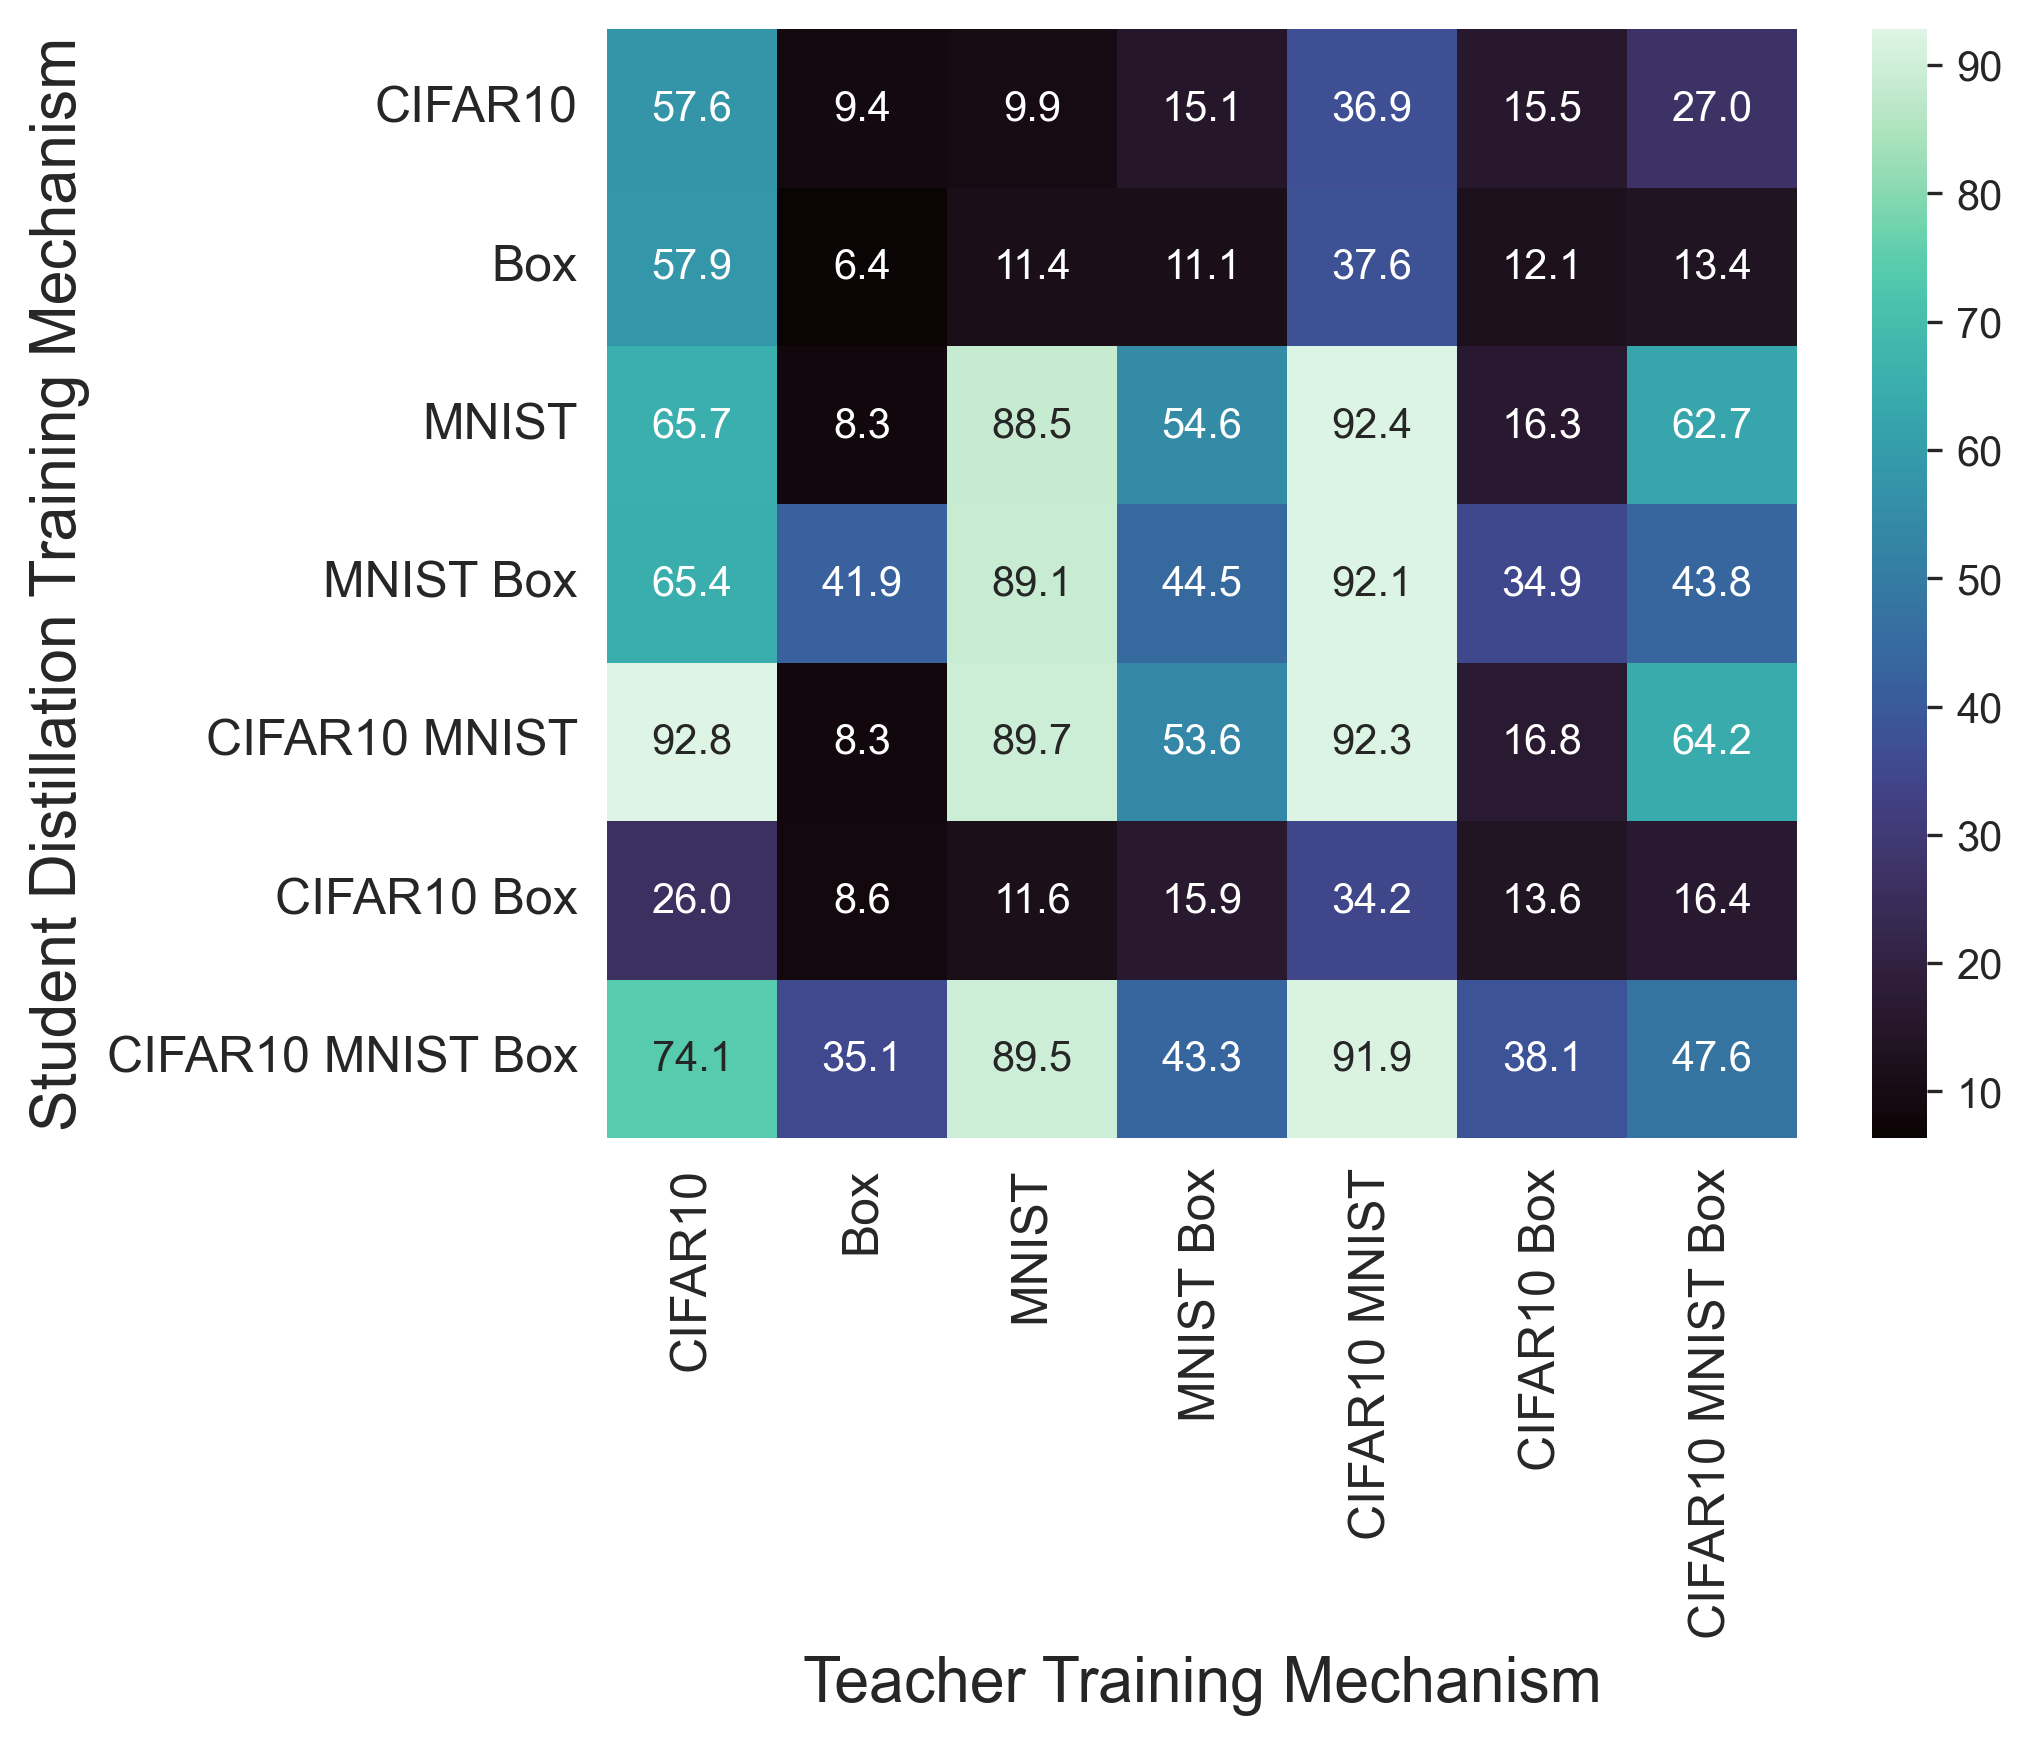 Student Distillation Training Mechanism
CIFAR10 57.6 9.4 9.9 15.1 36.9 15.5 27.0
Box 57.9 6.4 11.4 11.1 37.6 12.1 13.4
MNIST 65.7 8.3 88.5 54.6 92.4 16.3 62.7
MNIST Box 65.4 41.9 89.1 44.5 92.1 34.9 43.8
CIFAR10 MNIST 92.8 8.3 89.7 53.6 92.3 16.8 64.2
CIFAR10 Box 26.0 8.6 11.6 15.9 34.2 13.6 16.4
CIFAR10 MNIST Box 74.1 35.1 89.5 43.3 91.9 38.1 47.6
CIFAR10
Box
MNIST
MNIST Box
CIFAR10 MNIST
CIFAR10 Box
CIFAR10 MNIST Box
Teacher Training Mechanism
90
80
70
60
50
40
30
20
10